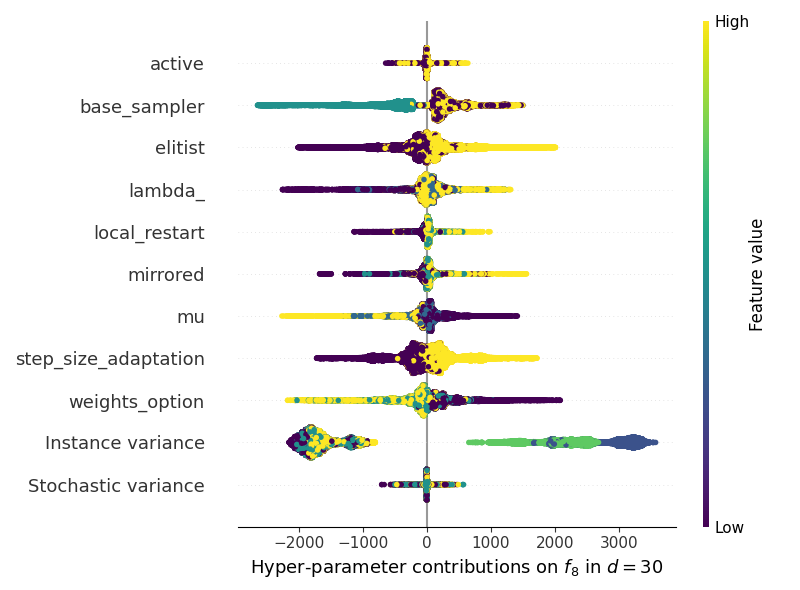 High
active
base_sampler
elitist
lambda_
local_restart
mirrored
mu
step_size_adaptation
weights_option
Instance variance
Stochastic variance
Feature value
Low
−2000 −1000 0 1000 2000 3000
Hyper-parameter contributions on f₈ in d = 30